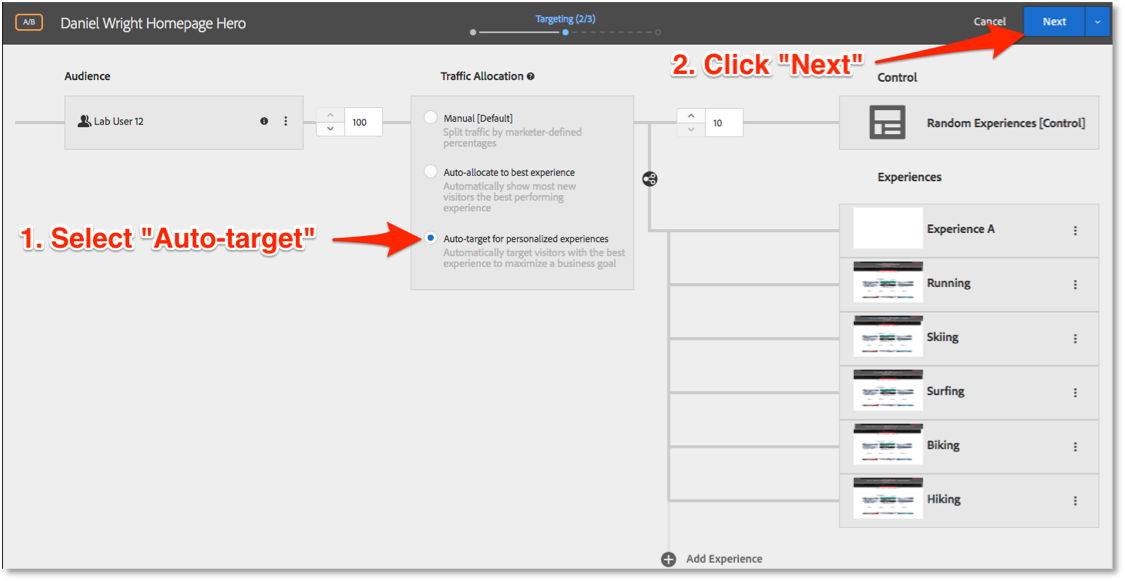 A/B
Daniel Wright Homepage Hero
Targeting (2/3)
Cancel
Next
2. Click "Next"
Audience
Traffic Allocation
Control
Lab User 12
100
Manual [Default]
Split traffic by marketer-defined
percentages
10
Random Experiences [Control]
Auto-allocate to best experience
Automatically show most new
visitors the best performing
experience
Experiences
1. Select "Auto-target"
Auto-target for personalized experiences
Automatically target visitors with the best
experience to maximize a business goal
Experience A
Running
Skiing
Surfing
Biking
Hiking
Add Experience